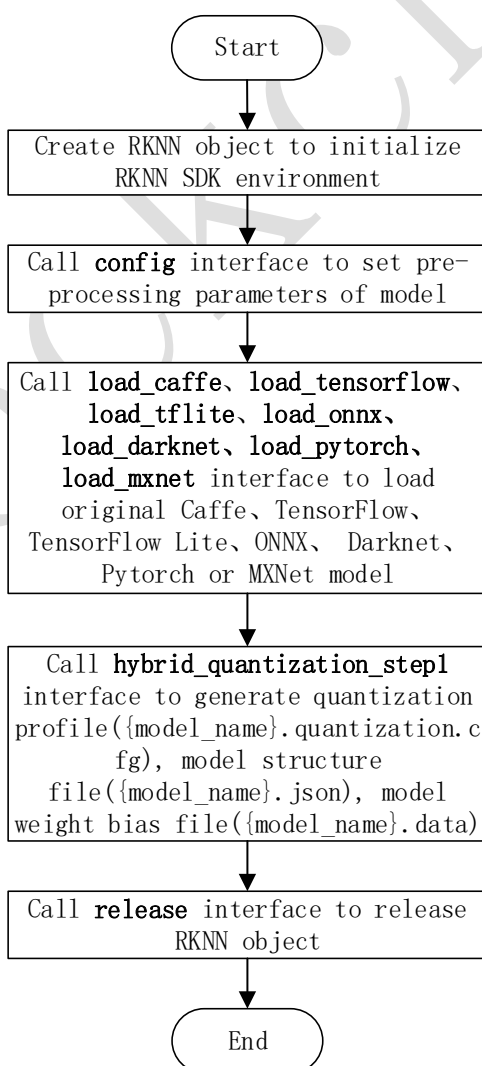 Start
Create RKNN object to initialize
RKNN SDK environment
Call config interface to set pre-
processing parameters of model
Call load_caffe、load_tensorflow、
load_tflite、load_onnx、
load_darknet、load_pytorch、
load_mxnet interface to load
original Caffe、TensorFlow、
TensorFlow Lite、ONNX、 Darknet、
Pytorch or MXNet model
Call hybrid_quantization_step1
interface to generate quantization
profile({model_name}.quantization.c
fg), model structure
file({model_name}.json), model
weight bias file({model_name}.data)
Call release interface to release
RKNN object
End